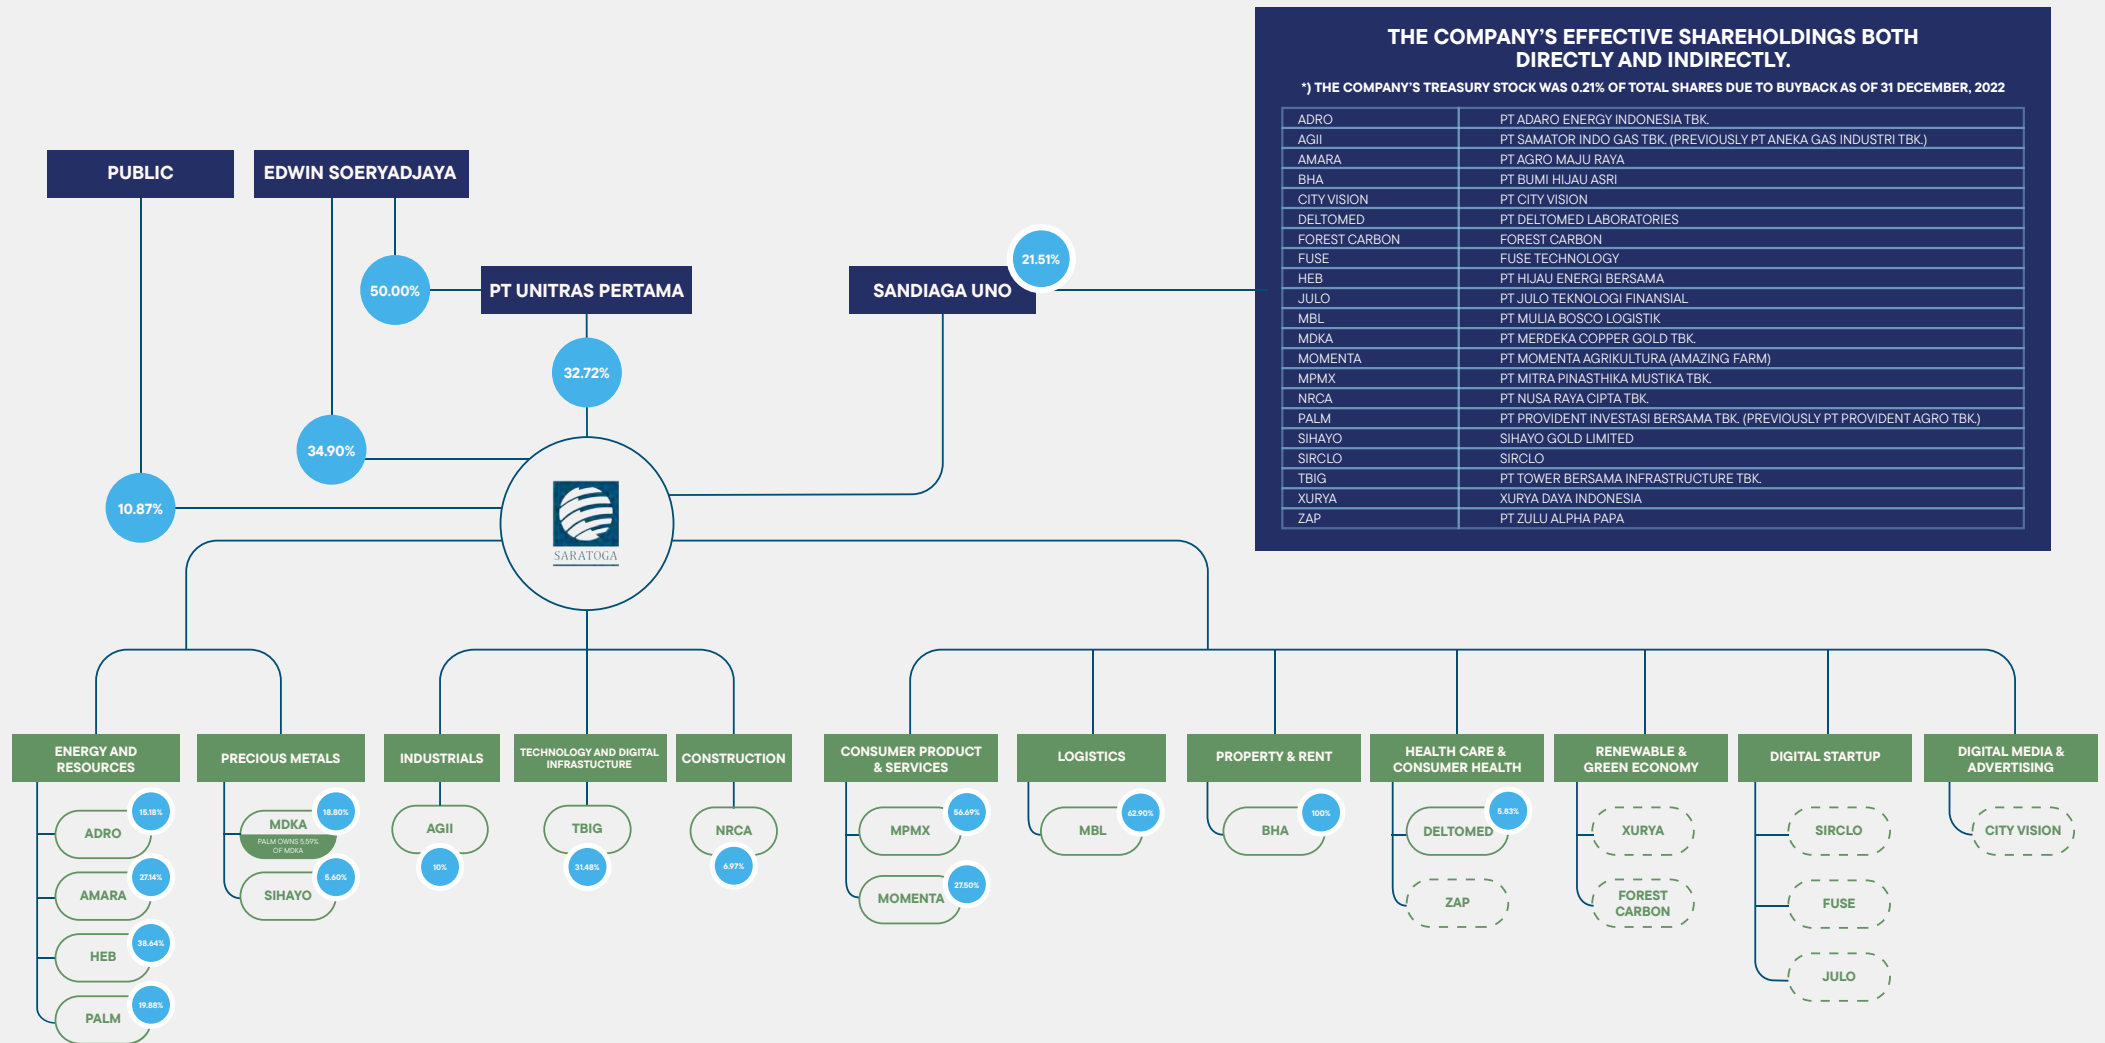 THE COMPANY'S EFFECTIVE SHAREHOLDINGS BOTH
DIRECTLY AND INDIRECTLY.
*) THE COMPANY'S TREASURY STOCK WAS 0.21% OF TOTAL SHARES DUE TO BUYBACK AS OF 31 DECEMBER, 2022
ADRO PT ADARO ENERGY INDONESIA TBK.
AGII PT SAMATOR INDO GAS TBK. (PREVIOUSLY PT ANEKA GAS INDUSTRI TBK.)
AMARA PT AGRO MAJU RAYA
BHA PT BUMI HIJAU ASRI
CITY VISION PT CITY VISION
DELTOMED PT DELTOMED LABORATORIES
FOREST CARBON FOREST CARBON
FUSE FUSE TECHNOLOGY
HEB PT HIJAU ENERGI BERSAMA
JULO PT JULO TEKNOLOGI FINANSIAL
MBL PT MULIA BOSCO LOGISTIK
MDKA PT MERDEKA COPPER GOLD TBK.
MOMENTA PT MOMENTA AGRIKULTURA (AMAZING FARM)
MPMX PT MITRA PINASTHIKA MUSTIKA TBK.
NRCA PT NUSA RAYA CIPTA TBK.
PALM PT PROVIDENT INVESTASI BERSAMA TBK. (PREVIOUSLY PT PROVIDENT AGRO TBK.)
SIHAYO SIHAYO GOLD LIMITED
SIRCLO SIRCLO
TBIG PT TOWER BERSAMA INFRASTRUCTURE TBK.
XURYA XURYA DAYA INDONESIA
ZAP PT ZULU ALPHA PAPA
PUBLIC
EDWIN SOERYADJAYA
50.00%
PT UNITRAS PERTAMA
SANDIAGA UNO
21.51%
32.72%
34.90%
10.87%
SARATOGA
ENERGY AND
RESOURCES
ADRO
15.18%
AMARA
27.14%
HEB
38.64%
PALM
19.88%
PRECIOUS METALS
MDKA
18.80%
PALM OWNS 5.59%
OF MDKA
SIHAYO
5.60%
INDUSTRIALS
AGII
10%
TECHNOLOGY AND DIGITAL
INFRASTUCTURE
TBIG
31.48%
CONSTRUCTION
NRCA
6.97%
CONSUMER PRODUCT
& SERVICES
MPMX
56.69%
MOMENTA
27.50%
LOGISTICS
MBL
62.90%
PROPERTY & RENT
BHA
100%
HEALTH CARE &
CONSUMER HEALTH
DELTOMED
5.83%
ZAP
RENEWABLE &
GREEN ECONOMY
XURYA
FOREST
CARBON
DIGITAL STARTUP
SIRCLO
FUSE
JULO
DIGITAL MEDIA &
ADVERTISING
CITY VISION